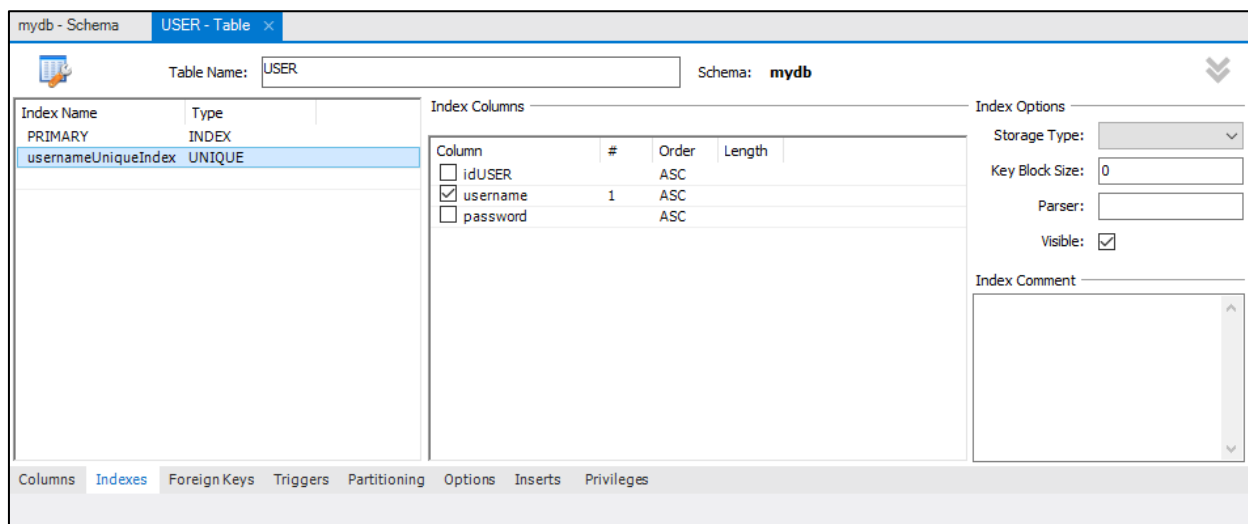 mydb - Schema USER - Table ×
Table Name: USER Schema: mydb
Index Name Type
PRIMARY INDEX
usernameUniqueIndex UNIQUE
Index Columns
Column # Order Length
idUSER ASC
username 1 ASC
password ASC
Index Options
Storage Type:
Key Block Size: 0
Parser:
Visible:
Index Comment
Columns Indexes Foreign Keys Triggers Partitioning Options Inserts Privileges